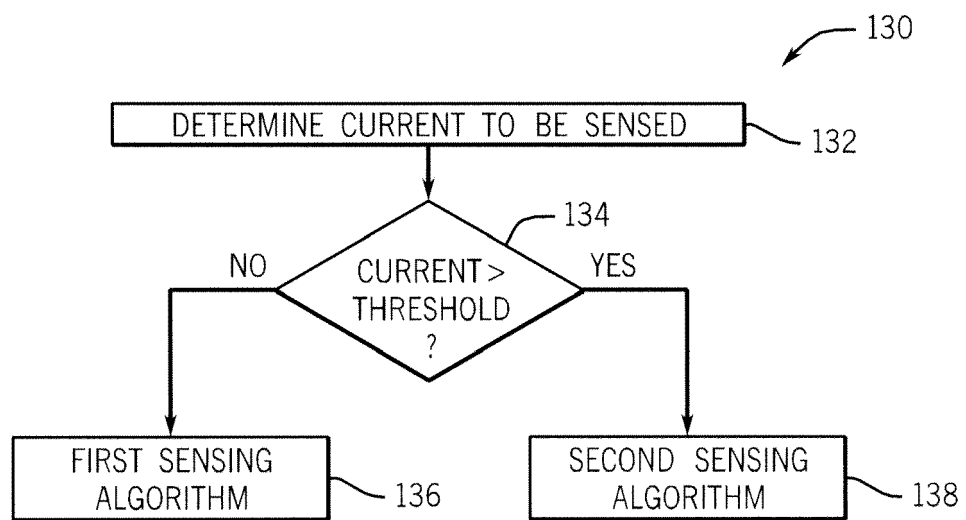 130
DETERMINE CURRENT TO BE SENSED
132
134
NO
CURRENT >
THRESHOLD
?
YES
FIRST SENSING
ALGORITHM
136
SECOND SENSING
ALGORITHM
138